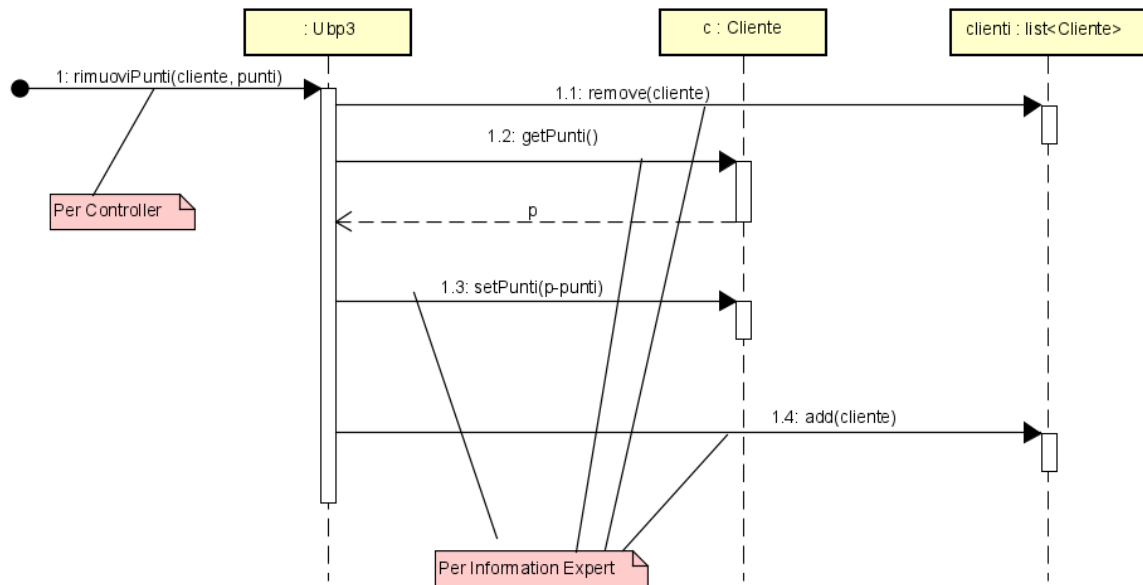 : Ubp3
c : Cliente
clienti : list<Cliente>
1: rimuoviPunti(cliente, punti)
1.1: remove(cliente)
1.2: getPunti()
Per Controller
p
1.3: setPunti(p-punti)
1.4: add(cliente)
Per Information Expert